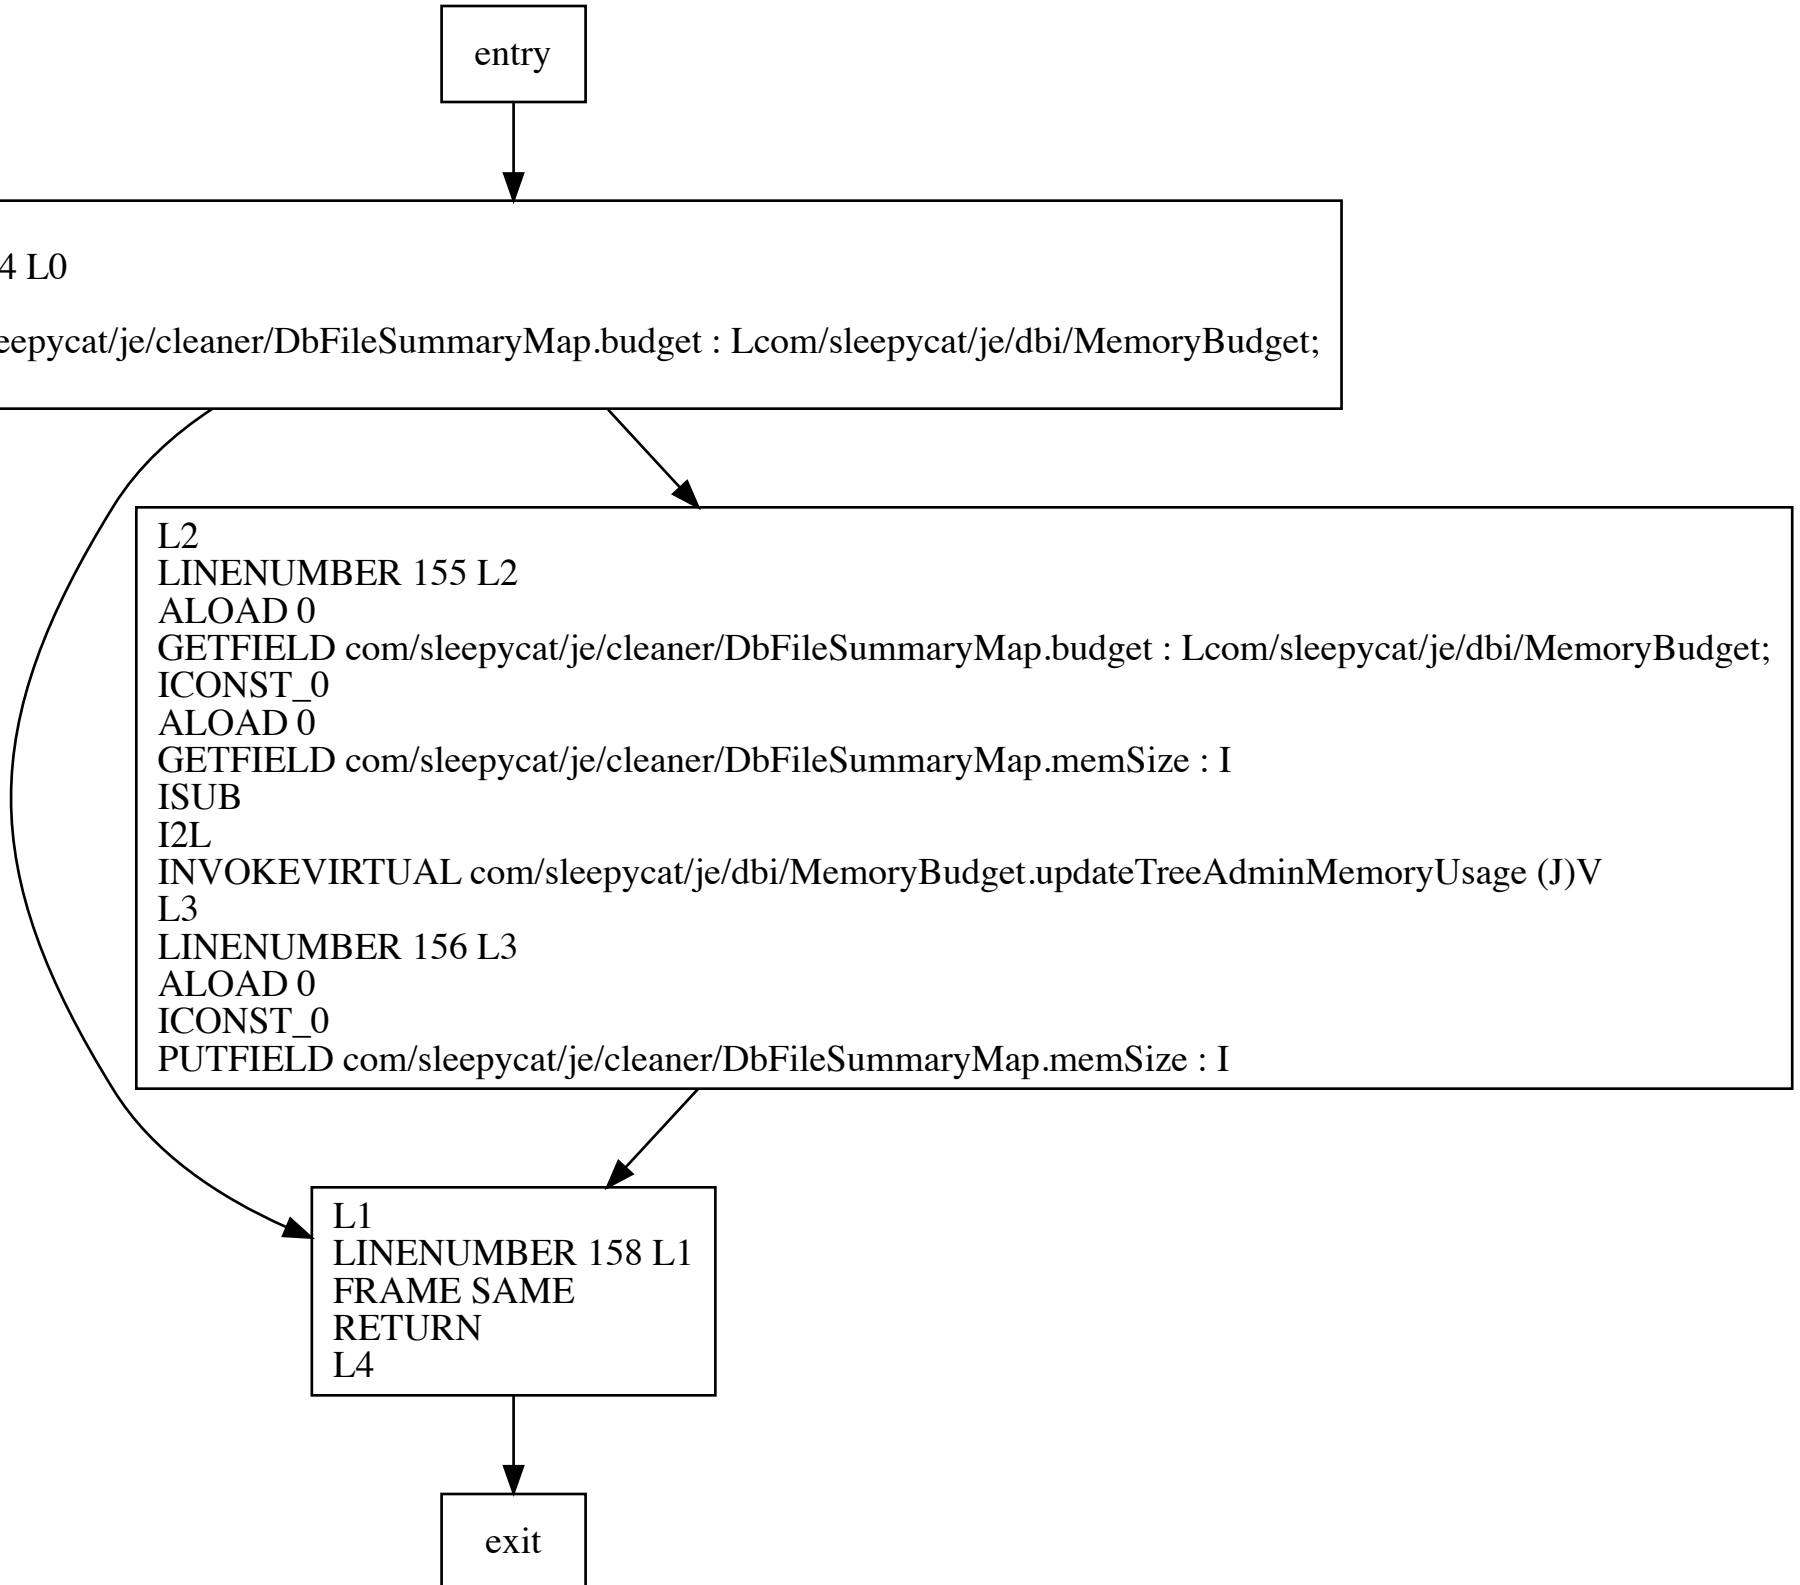 entry
4 L0
eepycat/je/cleaner/DbFileSummaryMap.budget : Lcom/sleepycat/je/dbi/MemoryBudget;
L2
LINENUMBER 155 L2
ALOAD 0
GETFIELD com/sleepycat/je/cleaner/DbFileSummaryMap.budget : Lcom/sleepycat/je/dbi/MemoryBudget;
ICONST_0
ALOAD 0
GETFIELD com/sleepycat/je/cleaner/DbFileSummaryMap.memSize : I
ISUB
I2L
INVOKEVIRTUAL com/sleepycat/je/dbi/MemoryBudget.updateTreeAdminMemoryUsage (J)V
L3
LINENUMBER 156 L3
ALOAD 0
ICONST_0
PUTFIELD com/sleepycat/je/cleaner/DbFileSummaryMap.memSize : I
L1
LINENUMBER 158 L1
FRAME SAME
RETURN
L4
exit